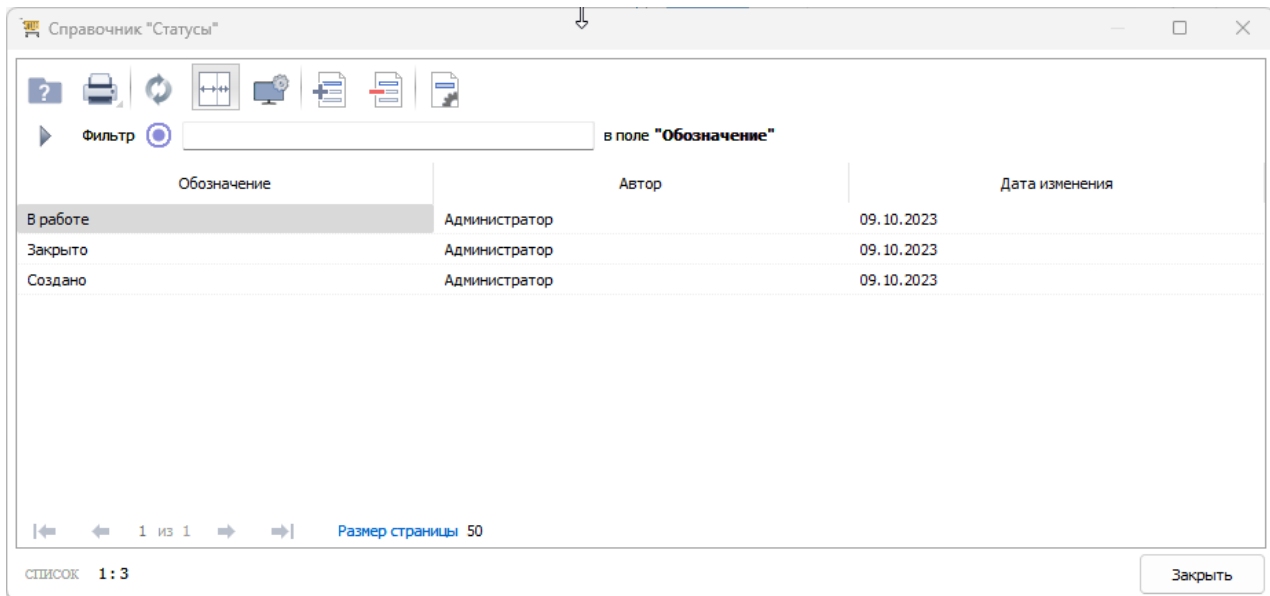 Справочник "Статусы"
?
Фильтр в поле "Обозначение"
Обозначение Автор Дата изменения
В работе Администратор 09.10.2023
Закрыто Администратор 09.10.2023
Создано Администратор 09.10.2023
1 из 1 Размер страницы 50
список 1:3 Закрыть